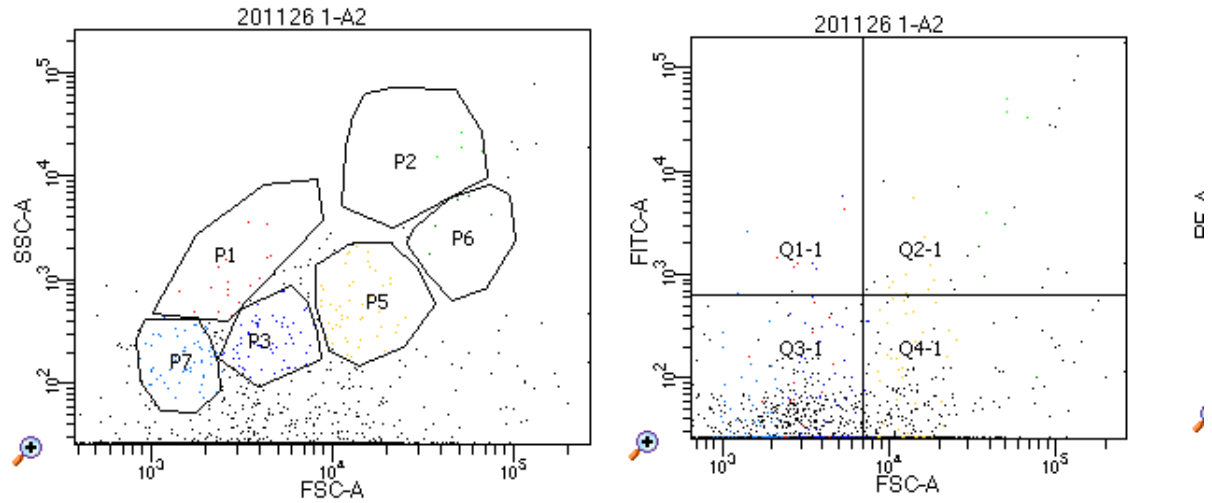 201126 1-A2
SSC-A
10^5
10^4
10^3
10^2
P2
P1
P6
P5
P3
P7
10^3
10^4
10^5
FSC-A
201126 1-A2
FITC-A
10^5
10^4
10^3
10^2
Q1-1
Q2-1
Q3-1
Q4-1
10^3
10^4
10^5
FSC-A